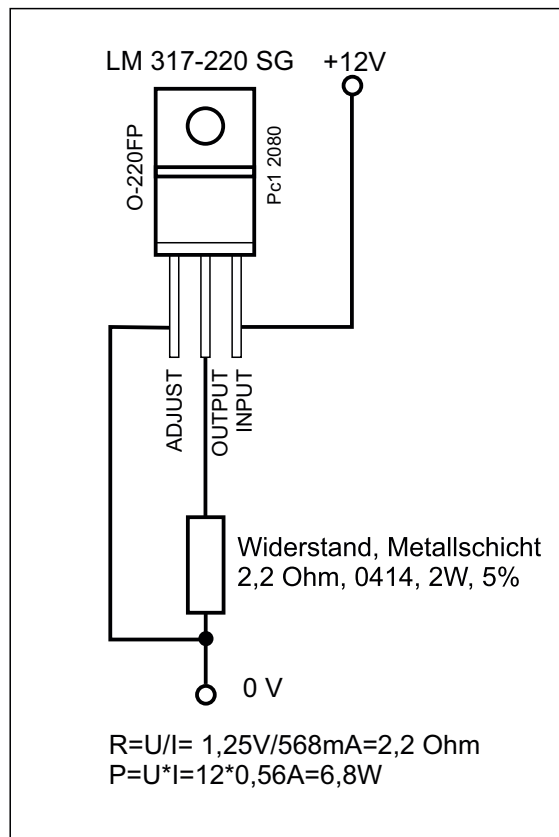 LM 317-220 SG
+12V
O-220FP
Pc1 2080
ADJUST
OUTPUT
INPUT
Widerstand, Metallschicht
2,2 Ohm, 0414, 2W, 5%
0 V
R=U/I= 1,25V/568mA=2,2 Ohm
P=U*I=12*0,56A=6,8W